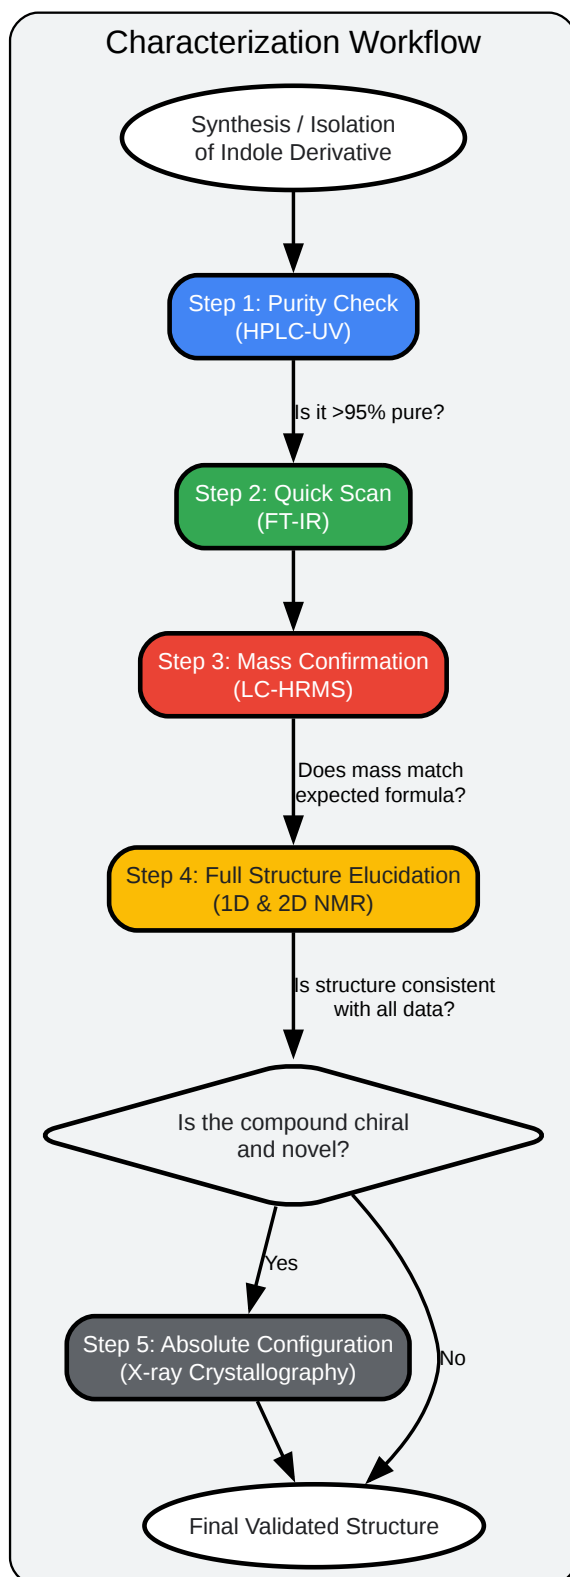 Characterization Workflow
Synthesis / Isolation
of Indole Derivative
Step 1: Purity Check
(HPLC-UV)
Is it >95% pure?
Step 2: Quick Scan
(FT-IR)
Step 3: Mass Confirmation
(LC-HRMS)
Does mass match
expected formula?
Step 4: Full Structure Elucidation
(1D & 2D NMR)
Is structure consistent
with all data?
Is the compound chiral
and novel?
Yes
Step 5: Absolute Configuration
(X-ray Crystallography)
No
Final Validated Structure